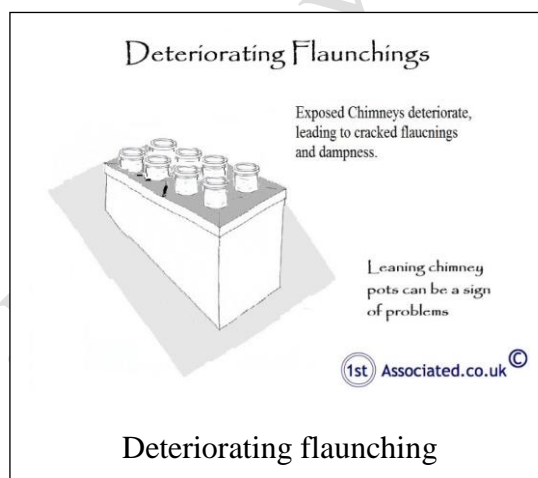 Deteriorating Flaunchings
Exposed Chimneys deteriorate,
leading to cracked flaucnings
and dampness.
Leaning chimney
pots can be a sign
of problems
1st Associated.co.uk ©
Deteriorating flaunching